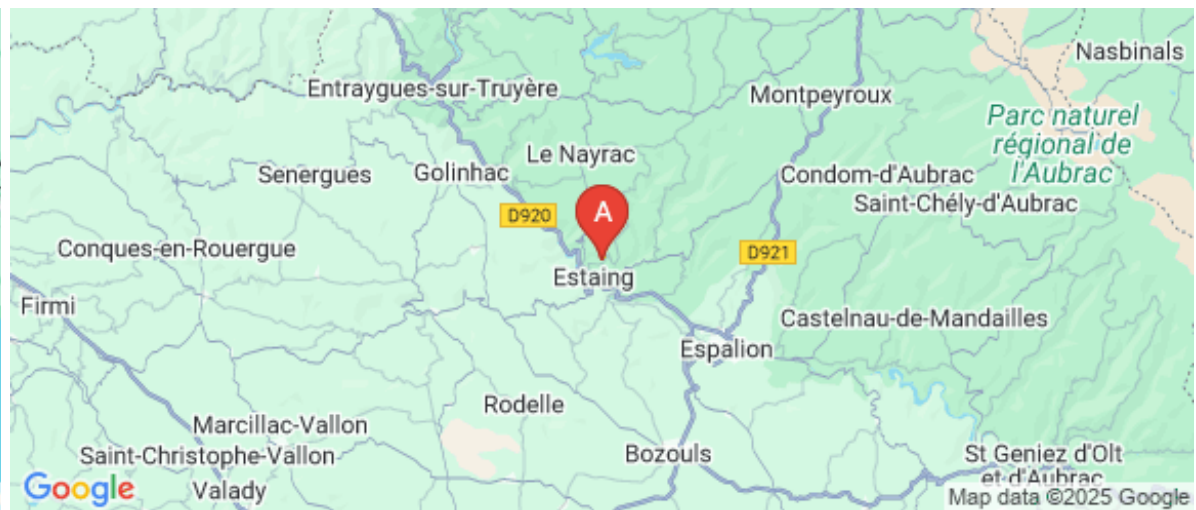 Nasbinals
Entraygues-sur-Truyère
Montpeyroux
Parc naturel
régional de
l'Aubrac
Le Nayrac
Senergues
Golinhac
Condom-d'Aubrac
Saint-Chély-d'Aubrac
D920
A
Conques-en-Rouergue
D921
Estaing
Firmi
Castelnau-de-Mandailles
Espalion
Rodelle
Marcillac-Vallon
Saint-Christophe-Vallon
Bozouls
St Geniez d'Olt
et d'Aubrac
Valady
Google
Map data ©2025 Google